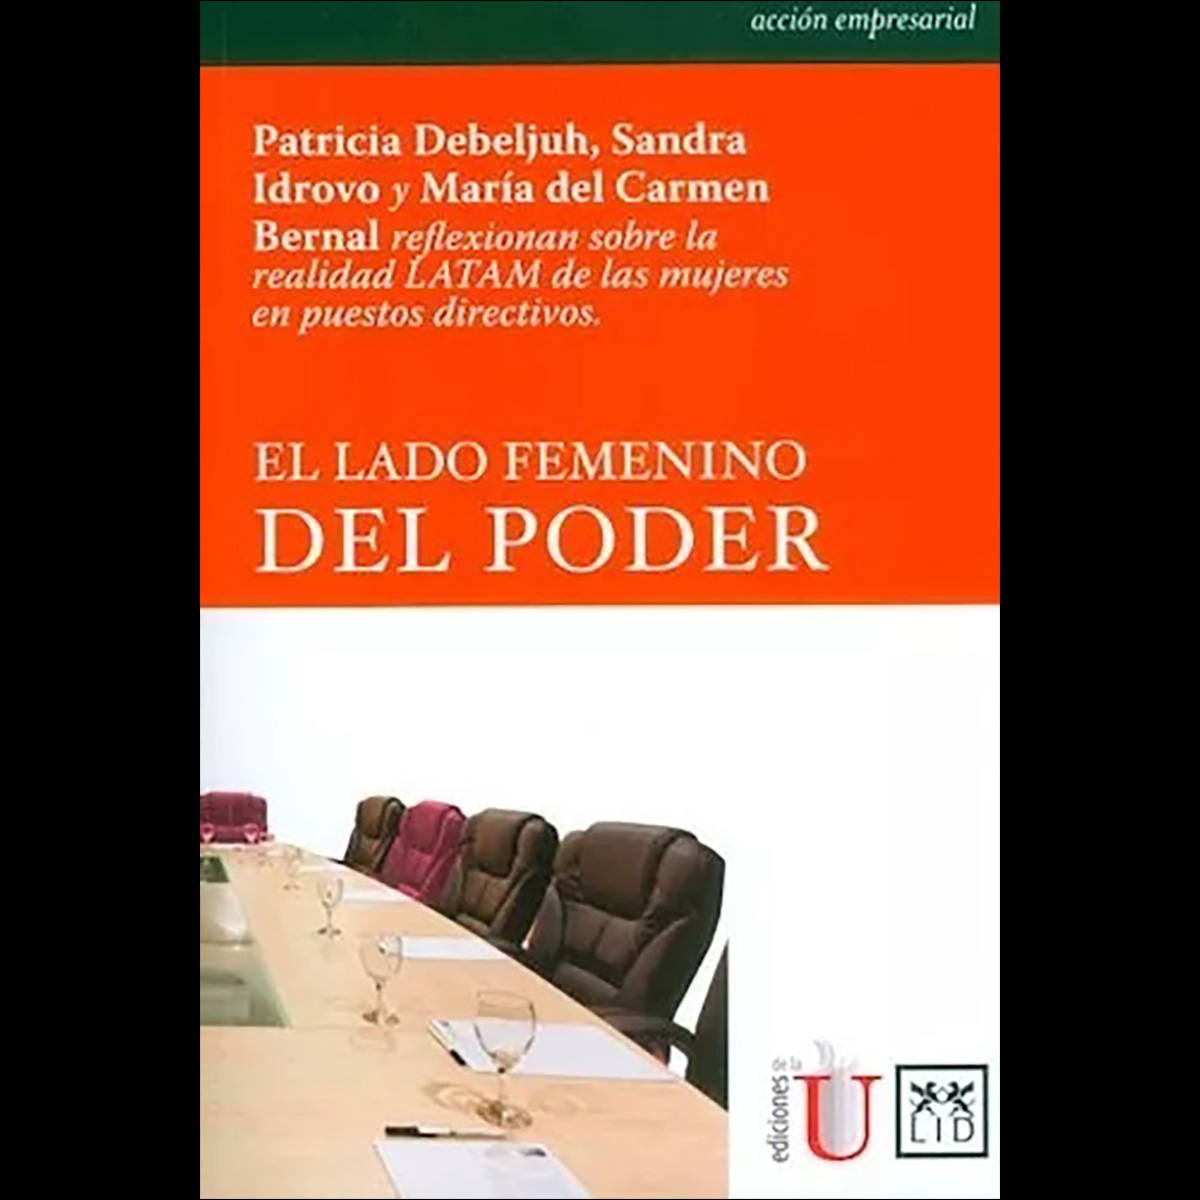 acción empresarial
Patricia Debeljuh, Sandra
Idrovo y María del Carmen
Bernal reflexionan sobre la
realidad LATAM de las mujeres
en puestos directivos.
EL LADO FEMENINO
DEL PODER
ediciones de la U
LID